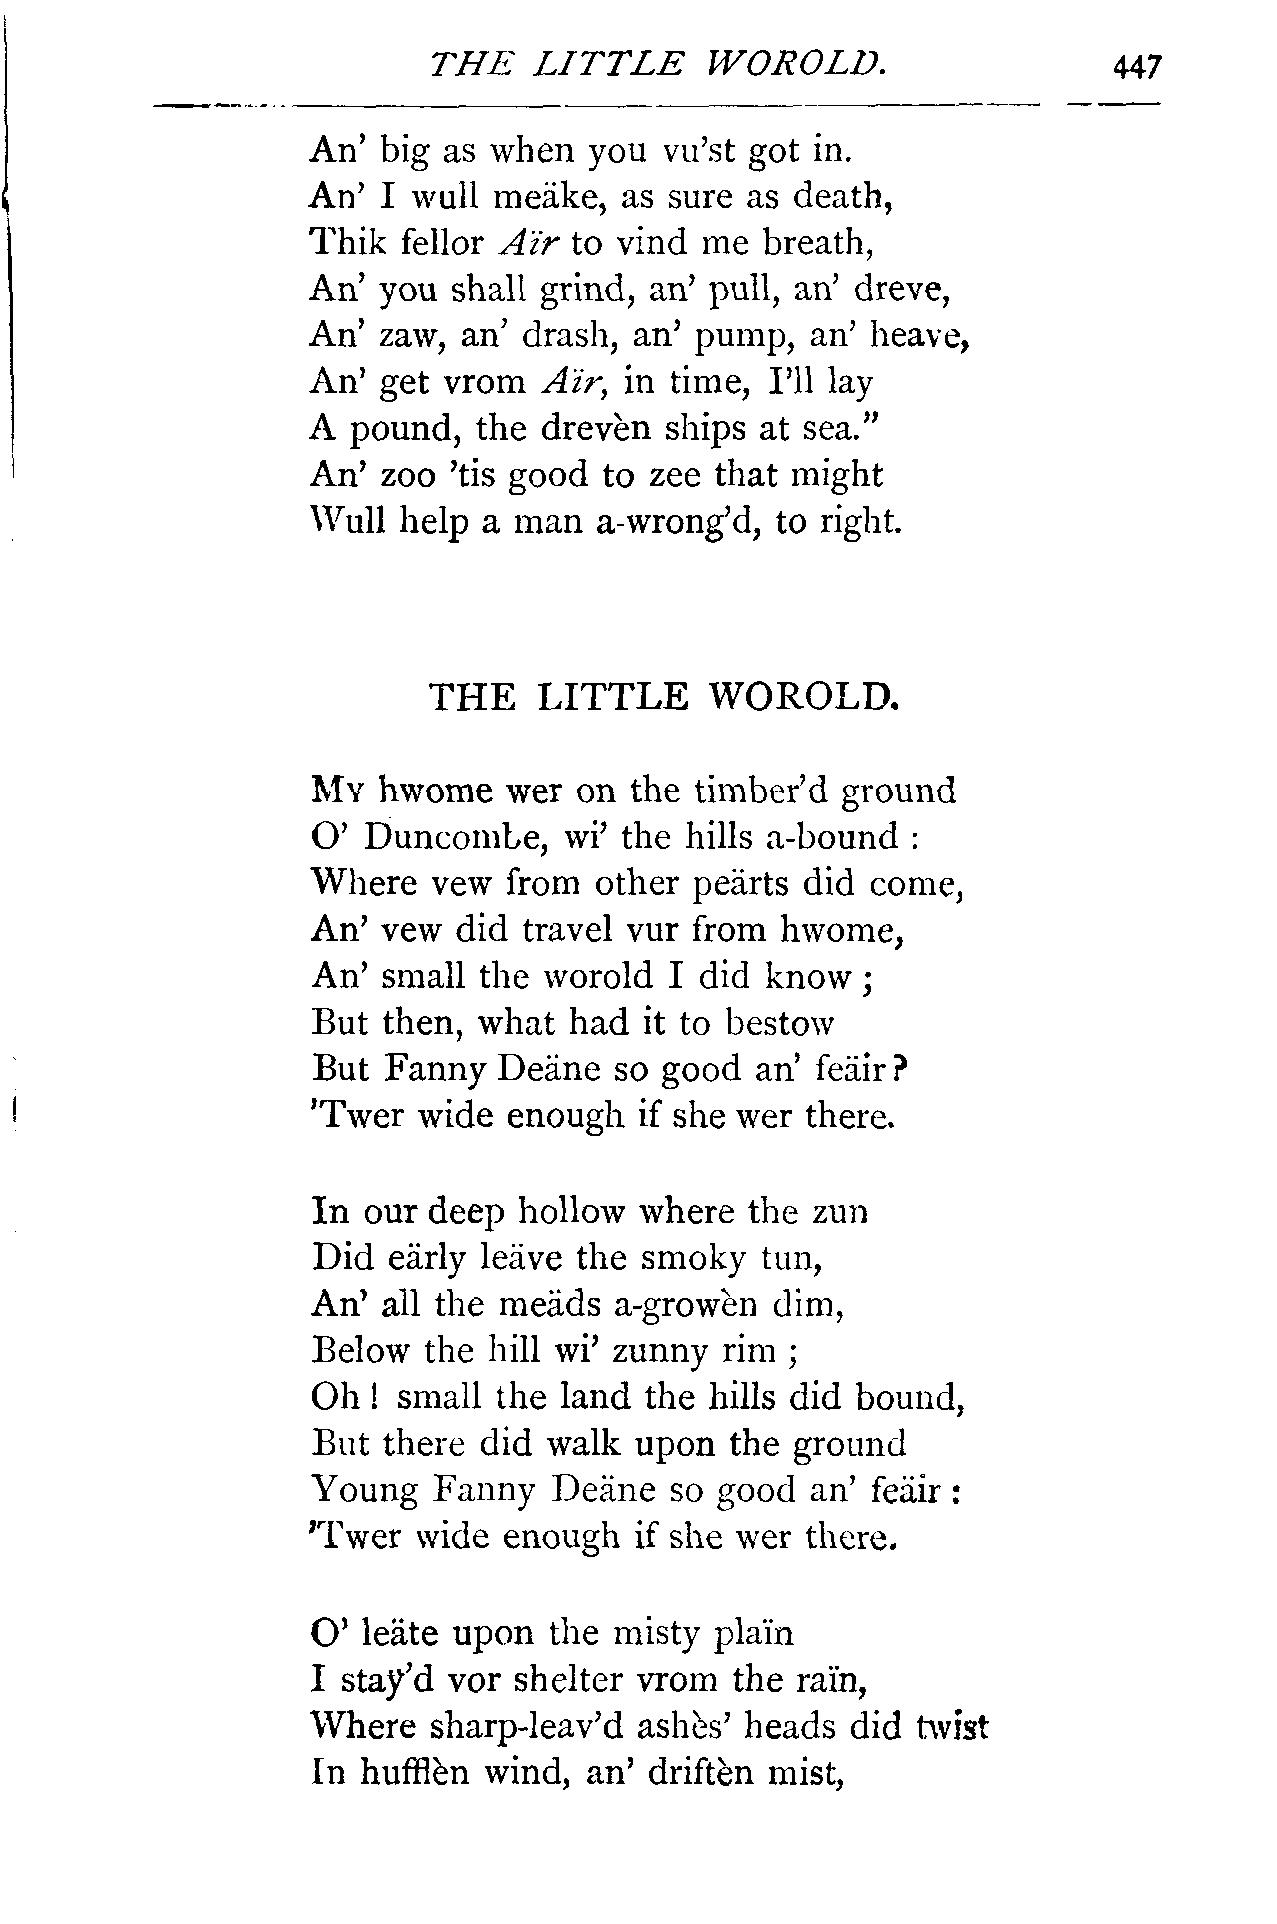 THE LITTLE WOROLD. 447
An' big as when you vu'st got in.
An' I wull meäke, as sure as death,
Thik fellor Aïr to vind me breath,
An' you shall grind, an' pull, an' dreve,
An' zaw, an' drash, an' pump, an' heave,
An' get vrom Aïr, in time, I'll lay
A pound, the drevèn ships at sea."
An' zoo 'tis good to zee that might
Wull help a man a-wrong'd, to right.
THE LITTLE WOROLD.
My hwome wer on the timber'd ground
O' Duncombe, wi' the hills a-bound :
Where vew from other peärts did come,
An' vew did travel vur from hwome,
An' small the worold I did know ;
But then, what had it to bestow
But Fanny Deäne so good an' feäir?
'Twer wide enough if she wer there.
In our deep hollow where the zun
Did eärly leäve the smoky tun,
An' all the meäds a-growèn dim,
Below the hill wi' zunny rim ;
Oh ! small the land the hills did bound,
But there did walk upon the ground
Young Fanny Deäne so good an' feäir :
'Twer wide enough if she wer there.
O' leäte upon the misty plaïn
I staÿ'd vor shelter vrom the raïn,
Where sharp-leav'd ashès' heads did twist
In hufflèn wind, an' driftèn mist,